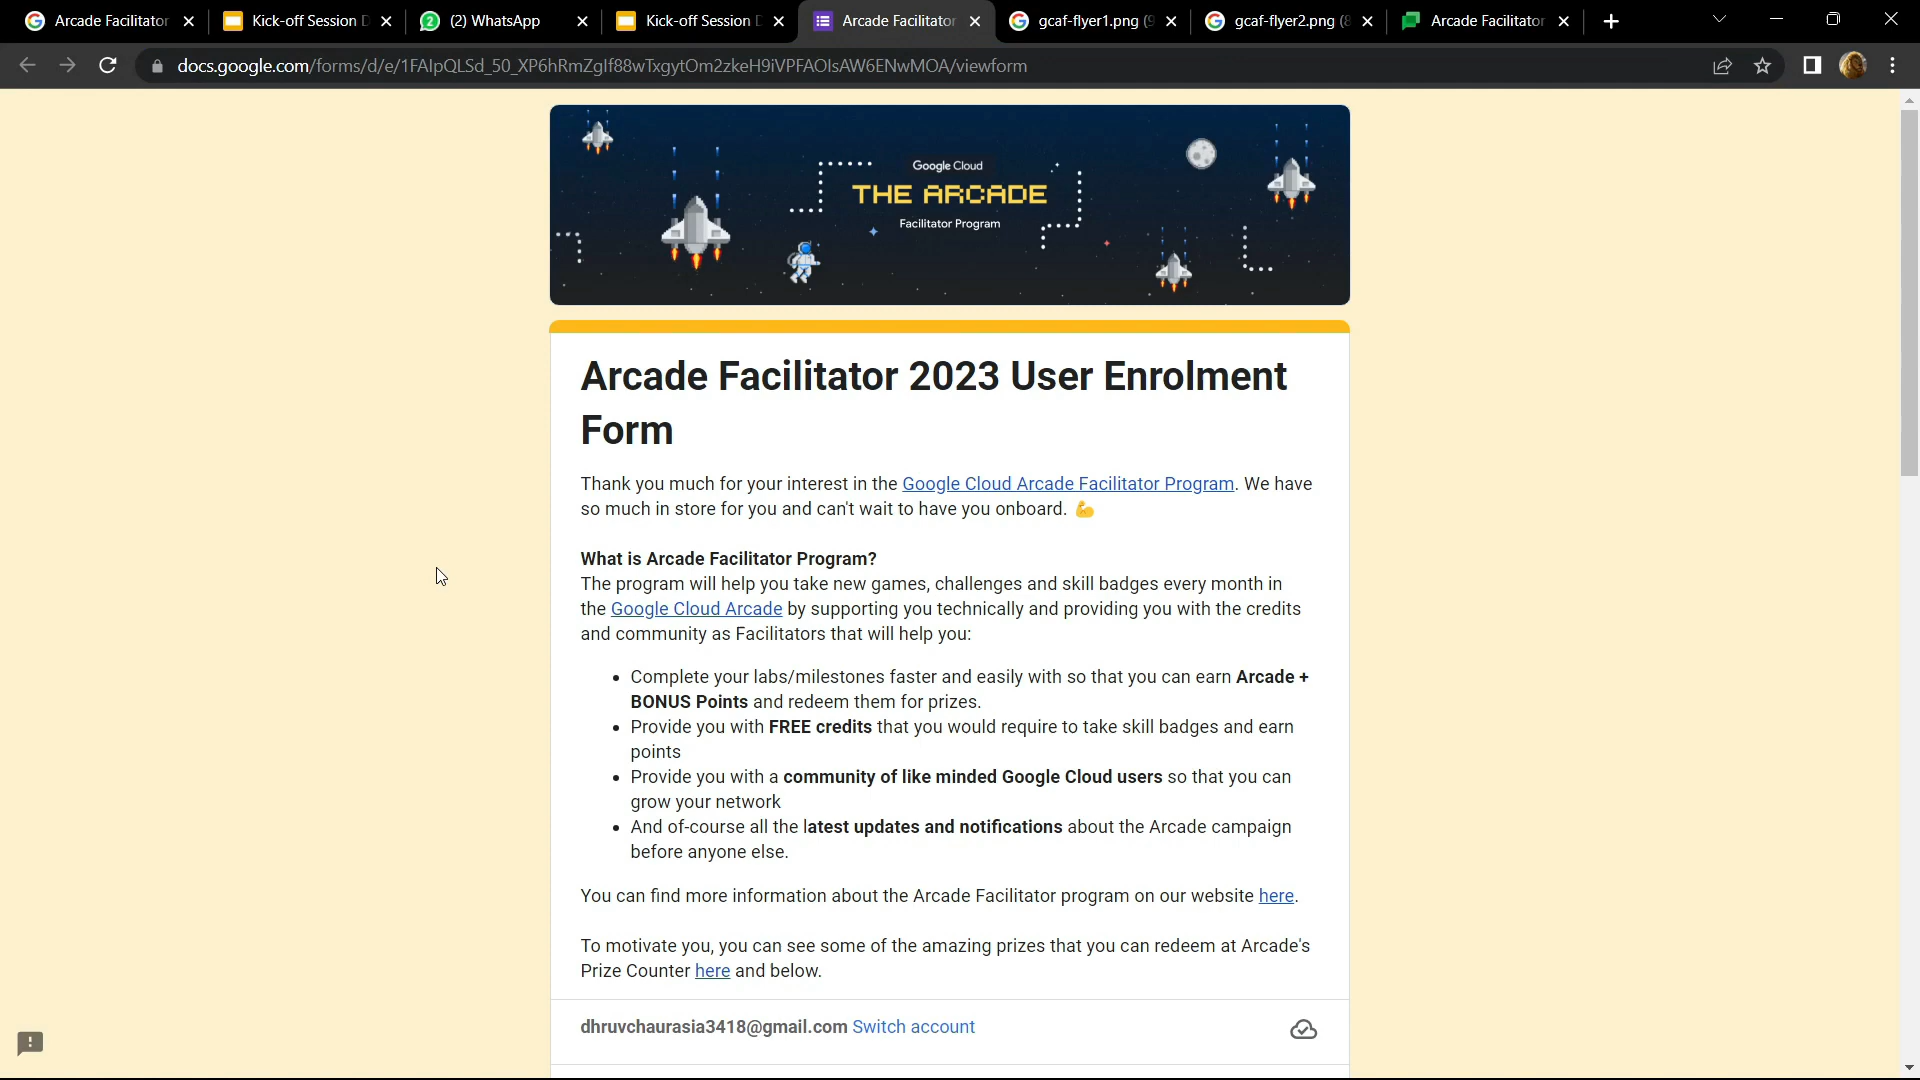 Arcade Facilitator
Kick-off Session D
(2) WhatsApp
Kick-off Session D
Arcade Facilitator
gcaf-flyer1.png (9
gcaf-flyer2.png (8
Arcade Facilitator
docs.google.com/forms/d/e/1FAIpQLSd_50_XP6hRmZglf88wTxgytOm2zkeH9iVPFAOIsAW6ENwMOA/viewform
Google Cloud
THE ARCADE
Facilitator Program
Arcade Facilitator 2023 User Enrolment
Form
Thank you much for your interest in the Google Cloud Arcade Facilitator Program. We have
so much in store for you and can't wait to have you onboard. 💪
What is Arcade Facilitator Program?
The program will help you take new games, challenges and skill badges every month in
the Google Cloud Arcade by supporting you technically and providing you with the credits
and community as Facilitators that will help you:
• Complete your labs/milestones faster and easily with so that you can earn Arcade +
BONUS Points and redeem them for prizes.
• Provide you with FREE credits that you would require to take skill badges and earn
points
• Provide you with a community of like minded Google Cloud users so that you can
grow your network
• And of-course all the latest updates and notifications about the Arcade campaign
before anyone else.
You can find more information about the Arcade Facilitator program on our website here.
To motivate you, you can see some of the amazing prizes that you can redeem at Arcade's
Prize Counter here and below.
dhruvchaurasia3418@gmail.com Switch account